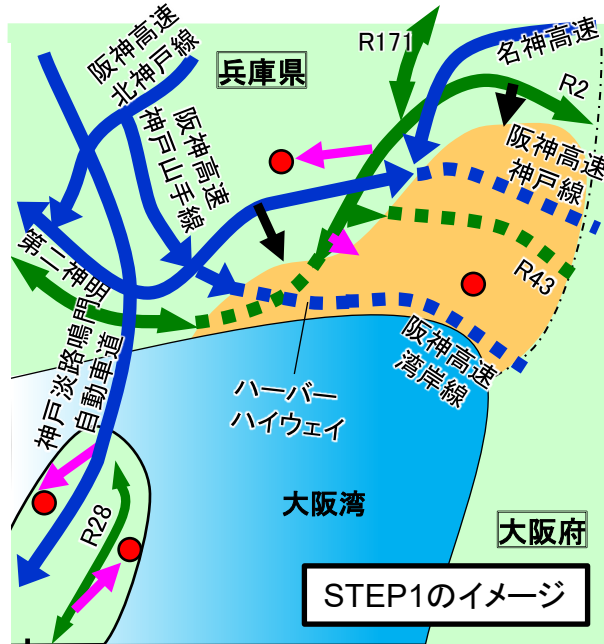 阪神高速
北神戸線
兵庫県
R171
名神高速
R2
阪神高速
神戸山手線
阪神高速
神戸線
第二神明
R43
神戸淡路鳴門
自動車道
ハーバー
ハイウェイ
阪神高速
湾岸線
大阪湾
R28
大阪府
STEP1のイメージ